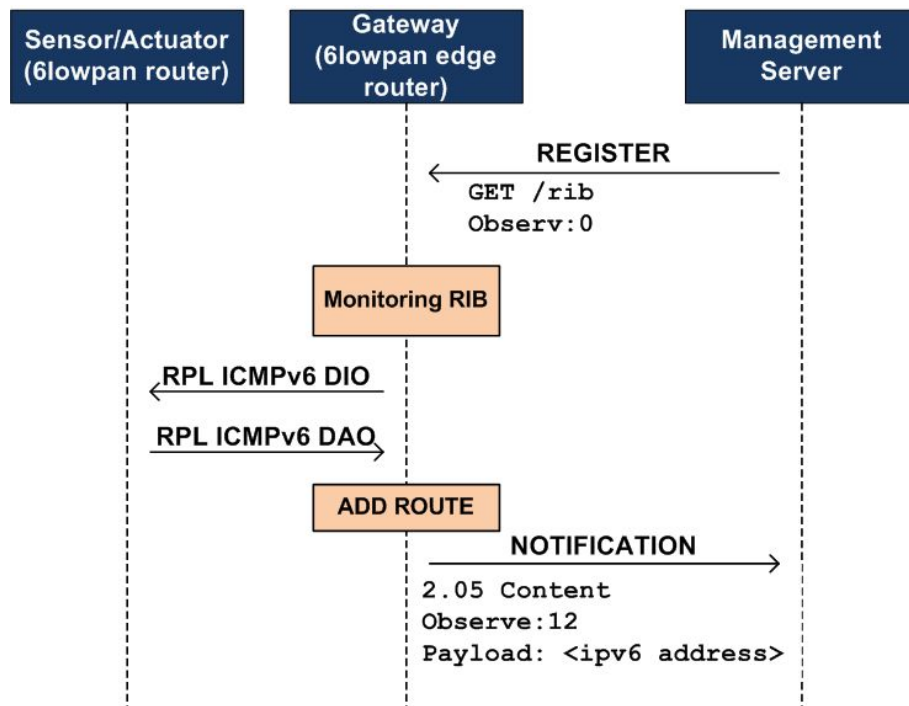 Sensor/Actuator
(6lowpan router)
Gateway
(6lowpan edge
router)
Management
Server
REGISTER
GET /rib
Observ:0
Monitoring RIB
RPL ICMPv6 DIO
RPL ICMPv6 DAO
ADD ROUTE
NOTIFICATION
2.05 Content
Observe:12
Payload: <ipv6 address>